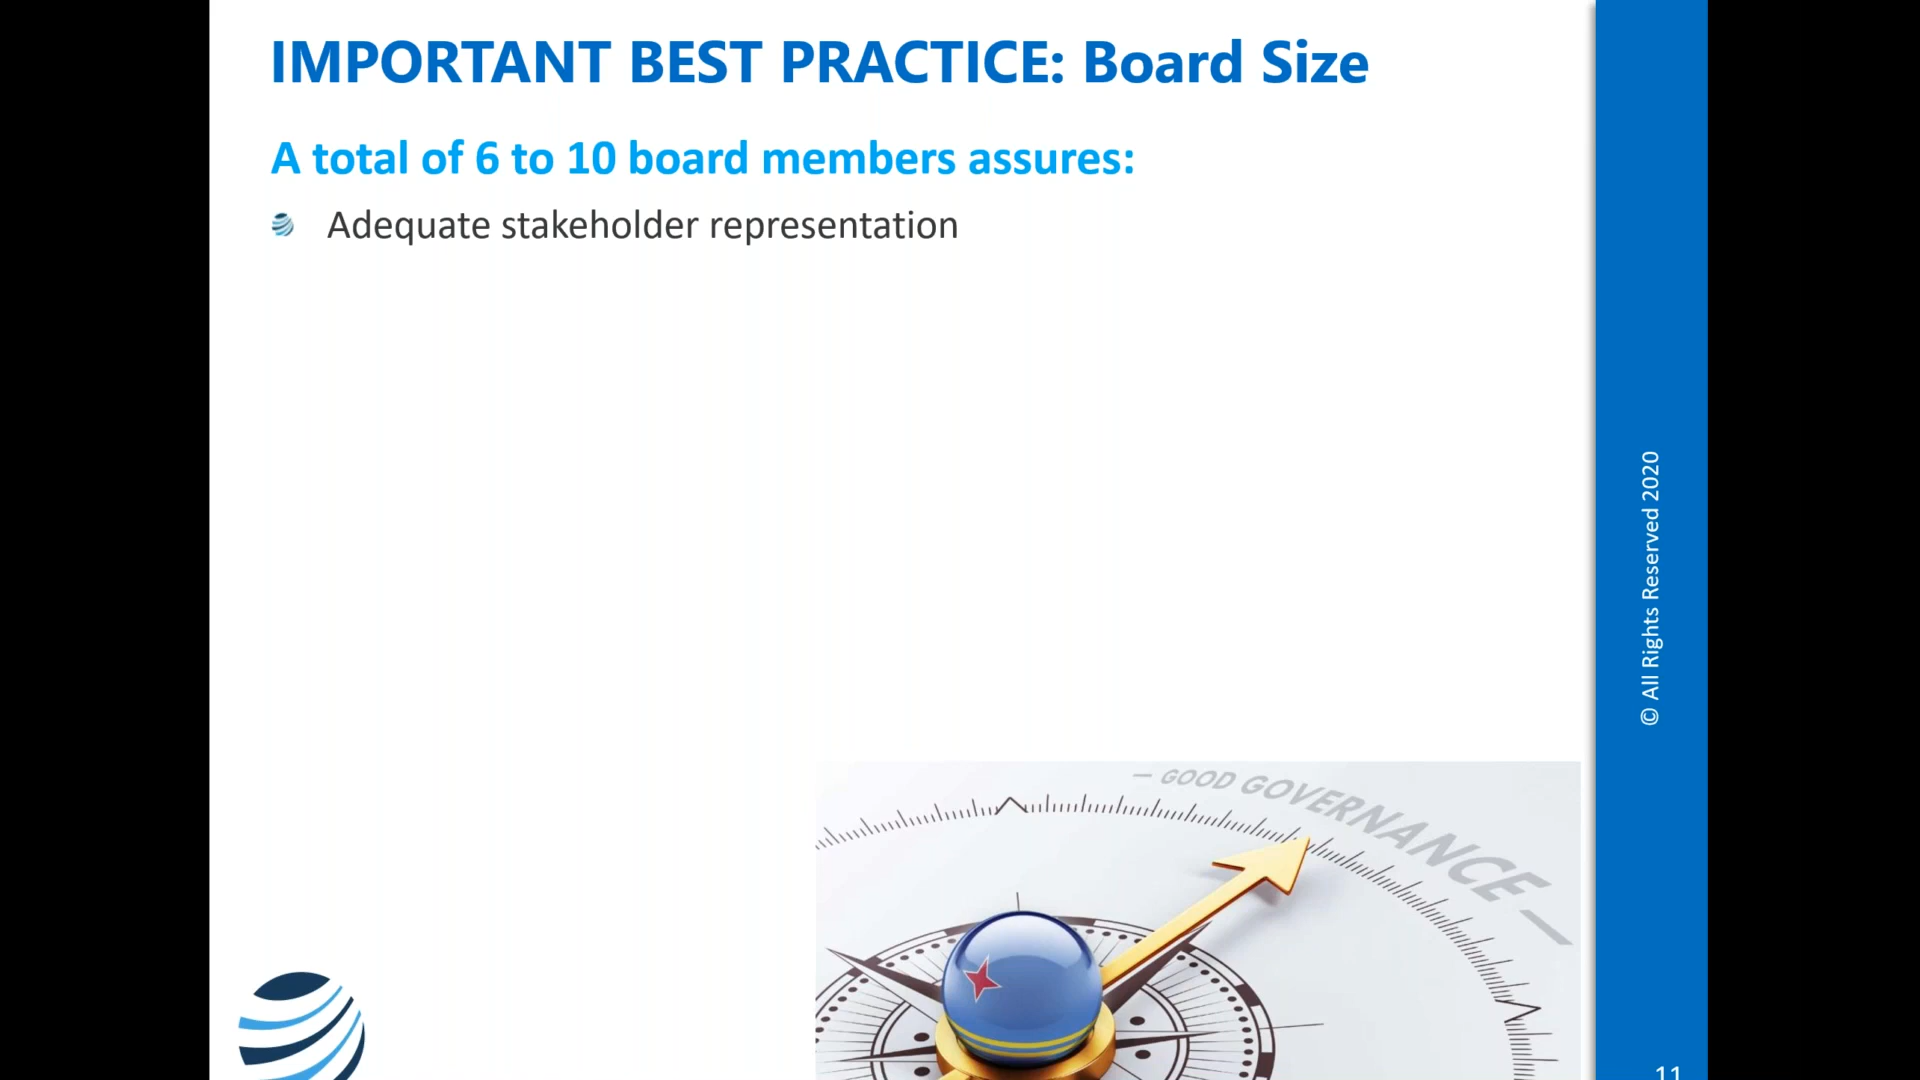 IMPORTANT BEST PRACTICE: Board Size
A total of 6 to 10 board members assures:
Adequate stakeholder representation
© All Rights Reserved 2020
— GOOD GOVERNANCE —
11